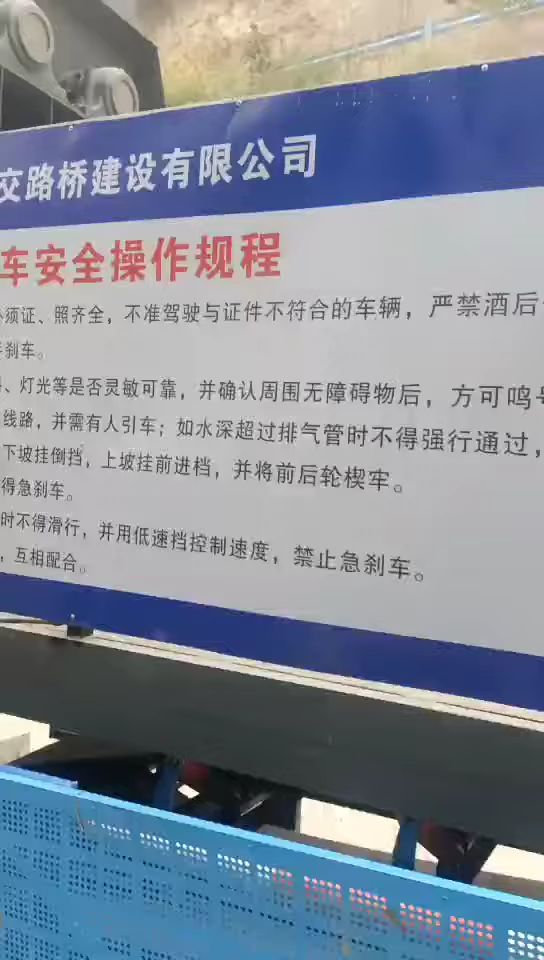 交路桥建设有限公司
车安全操作规程
须证、照齐全，不准驾驶与证件不符合的车辆，严禁酒后
刹车。
、灯光等是否灵敏可靠，并确认周围无障碍物后，方可鸣
线路，并需有人引车；如水深超过排气管时不得强行通过，
下坡挂倒挡，上坡挂前进档，并将前后轮楔牢。
得急刹车。
时不得滑行，并用低速挡控制速度，禁止急刹车。
，互相配合。